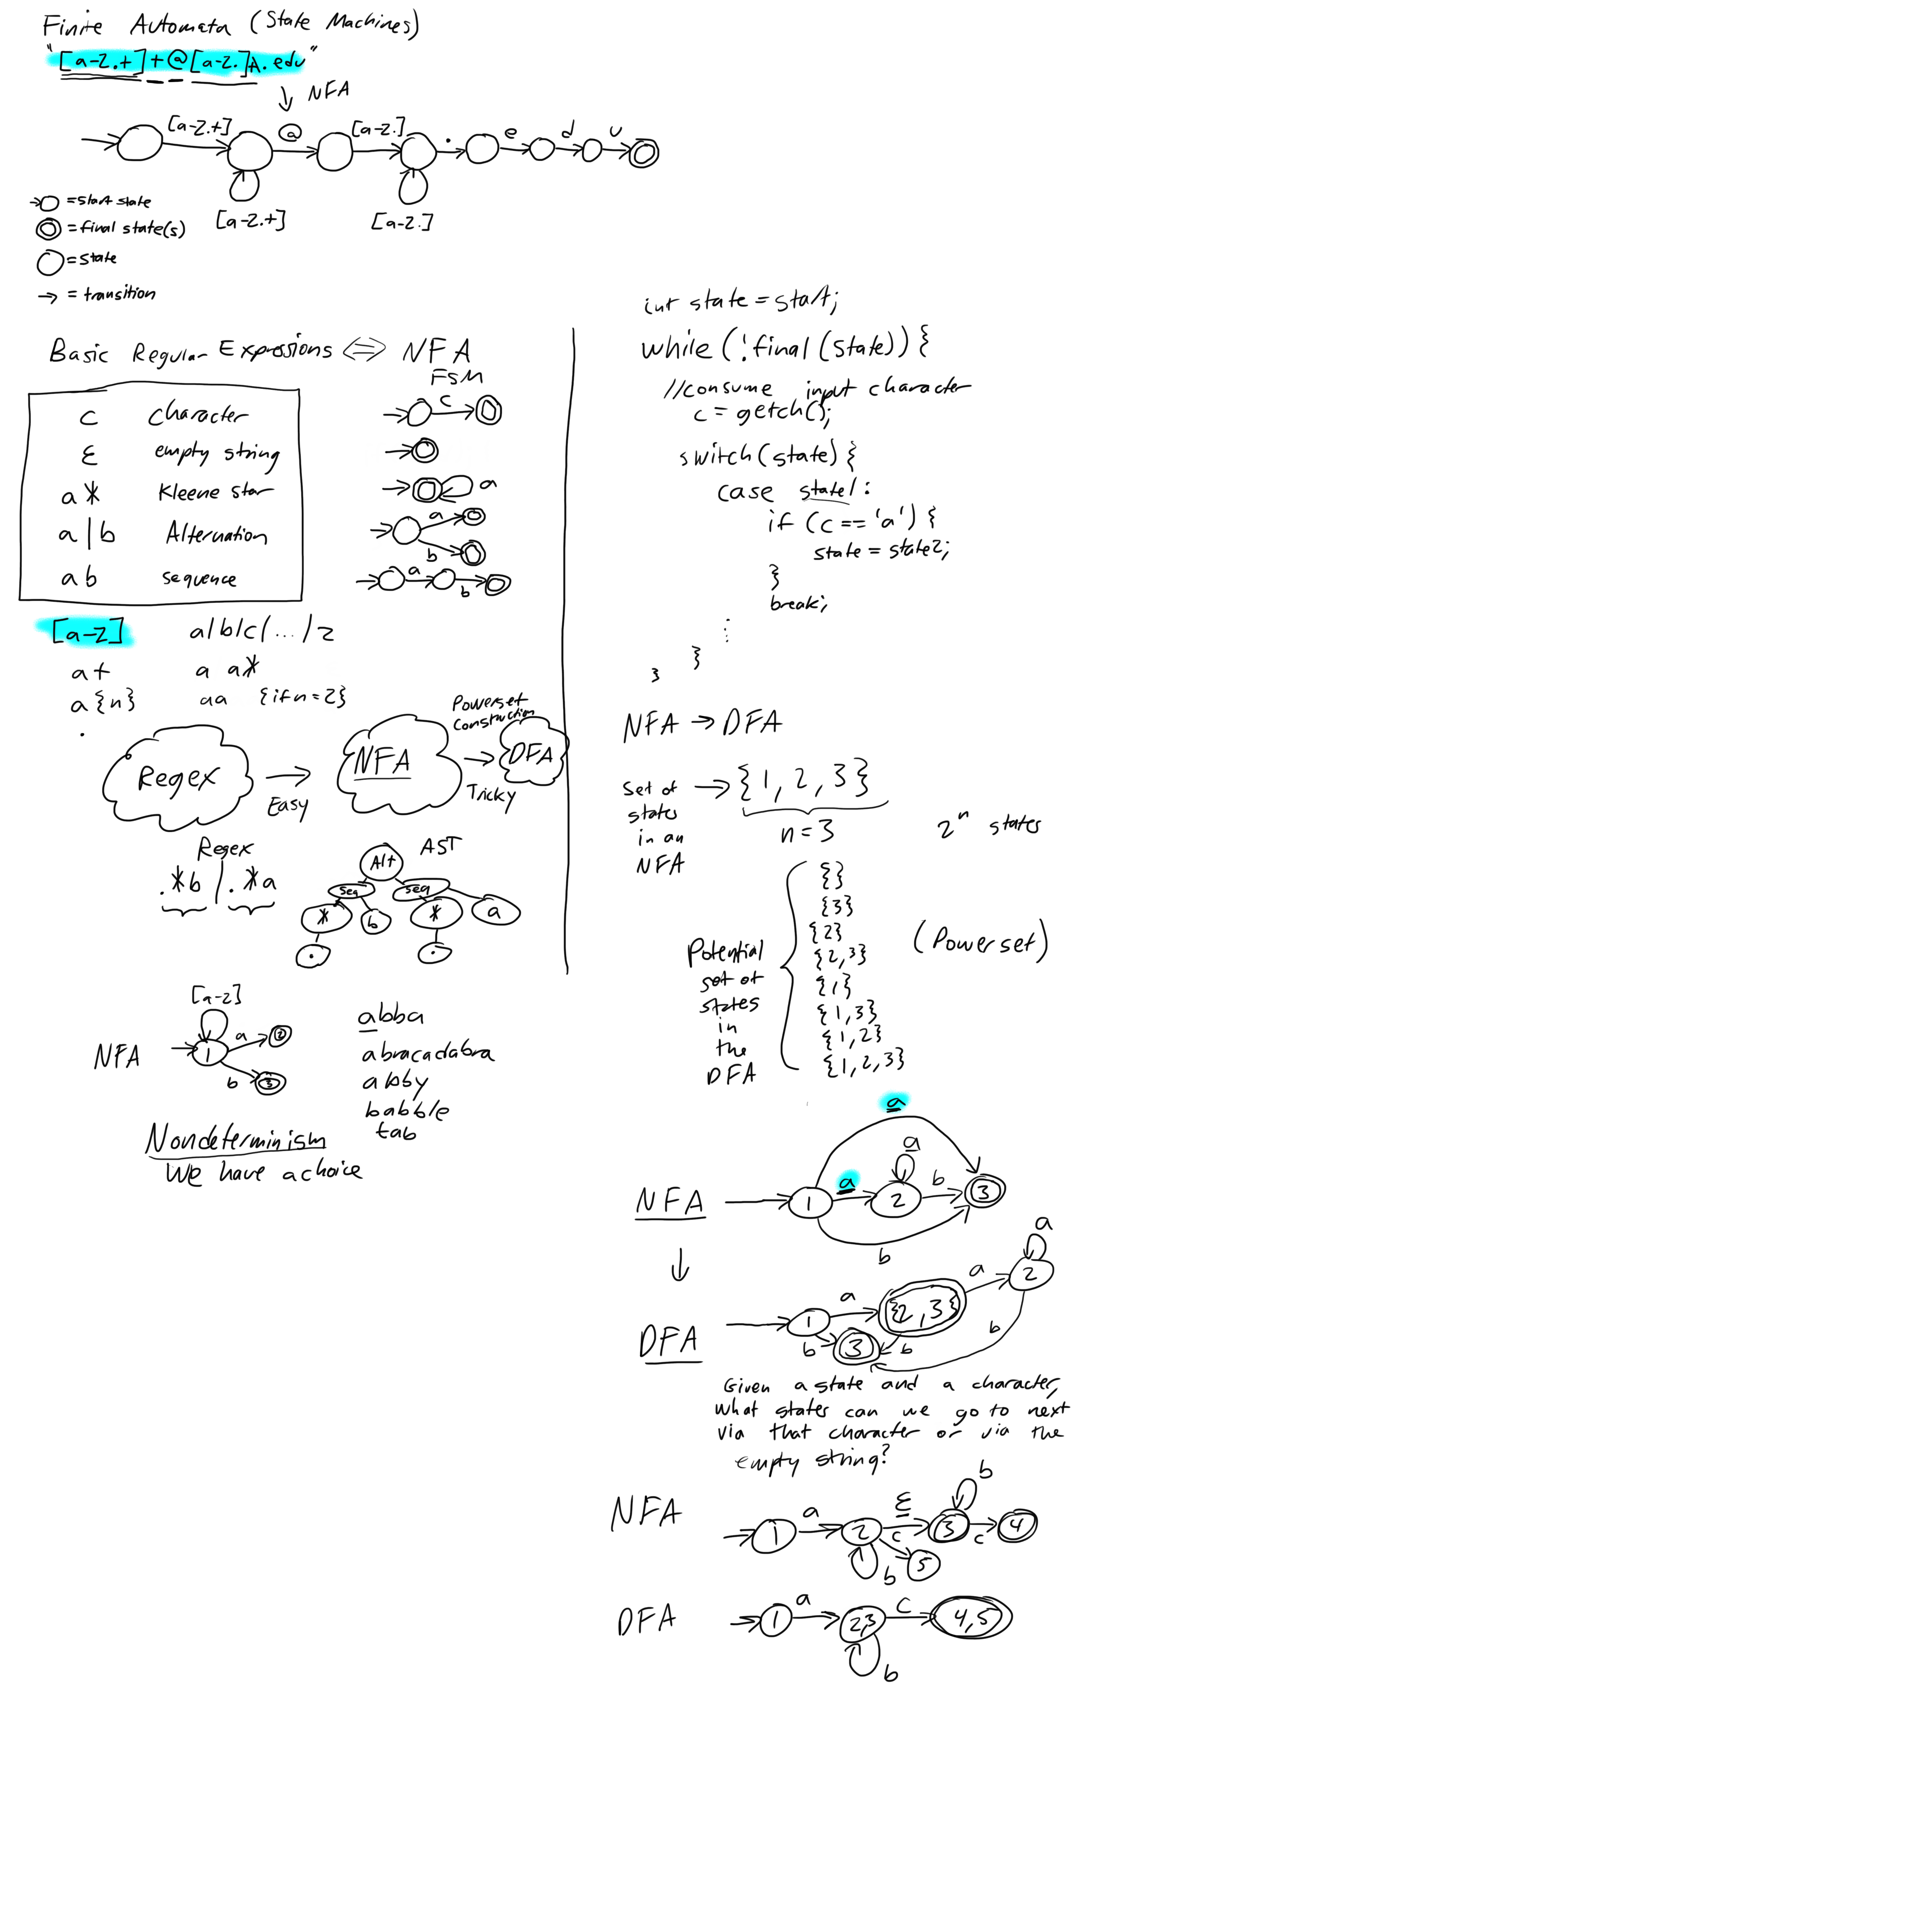 Finite Automata (State Machines)
"[a-z.+]+@[a-z.]+.edu"
↓ NFA
[a-z.+] @ [a-z.] . e d u
[a-z.+] [a-z.]
= start state
= final state(s)
= state
→ = transition
Basic Regular Expressions ⇔ NFA
FSM
c character c
ε empty string
a* Kleene star a
a|b Alternation a b
ab sequence a b
[a-z] a|b|c|...|z
a+ a a*
a{n} aa {if n=2}
.
Regex → NFA → DFA
Easy
Powerset
Construction
Tricky
Regex
.*b | .*a
AST
Alt
seq seq
* b * a
. .
[a-z]
NFA 1 a 2
b 3
abba
abracadabra
abby
babble
tab
Nondeterminism
We have a choice
int state = start;
while (!final(state)) {
//consume input character
c = getch();
switch(state) {
case state1:
if (c == 'a') {
state = state2;
}
break;
⋮
}
}
NFA → DFA
set of
states
in an
NFA
→ {1, 2, 3}
n = 3
2ⁿ states
Potential
set of
states
in
the
DFA
{}
{3}
{2}
{2,3}
{1}
{1,3}
{1,2}
{1,2,3}
(Powerset)
a
a
NFA 1 a 2 b 3
b
↓
a
DFA 1 a {2,3} a 2
b 3 b b
Given a state and a character,
what states can we go to next
via that character or via the
empty string?
b
NFA 1 a 2 ε 3 c 4
c
b 5
DFA 1 a 2,3 c 4,5
b